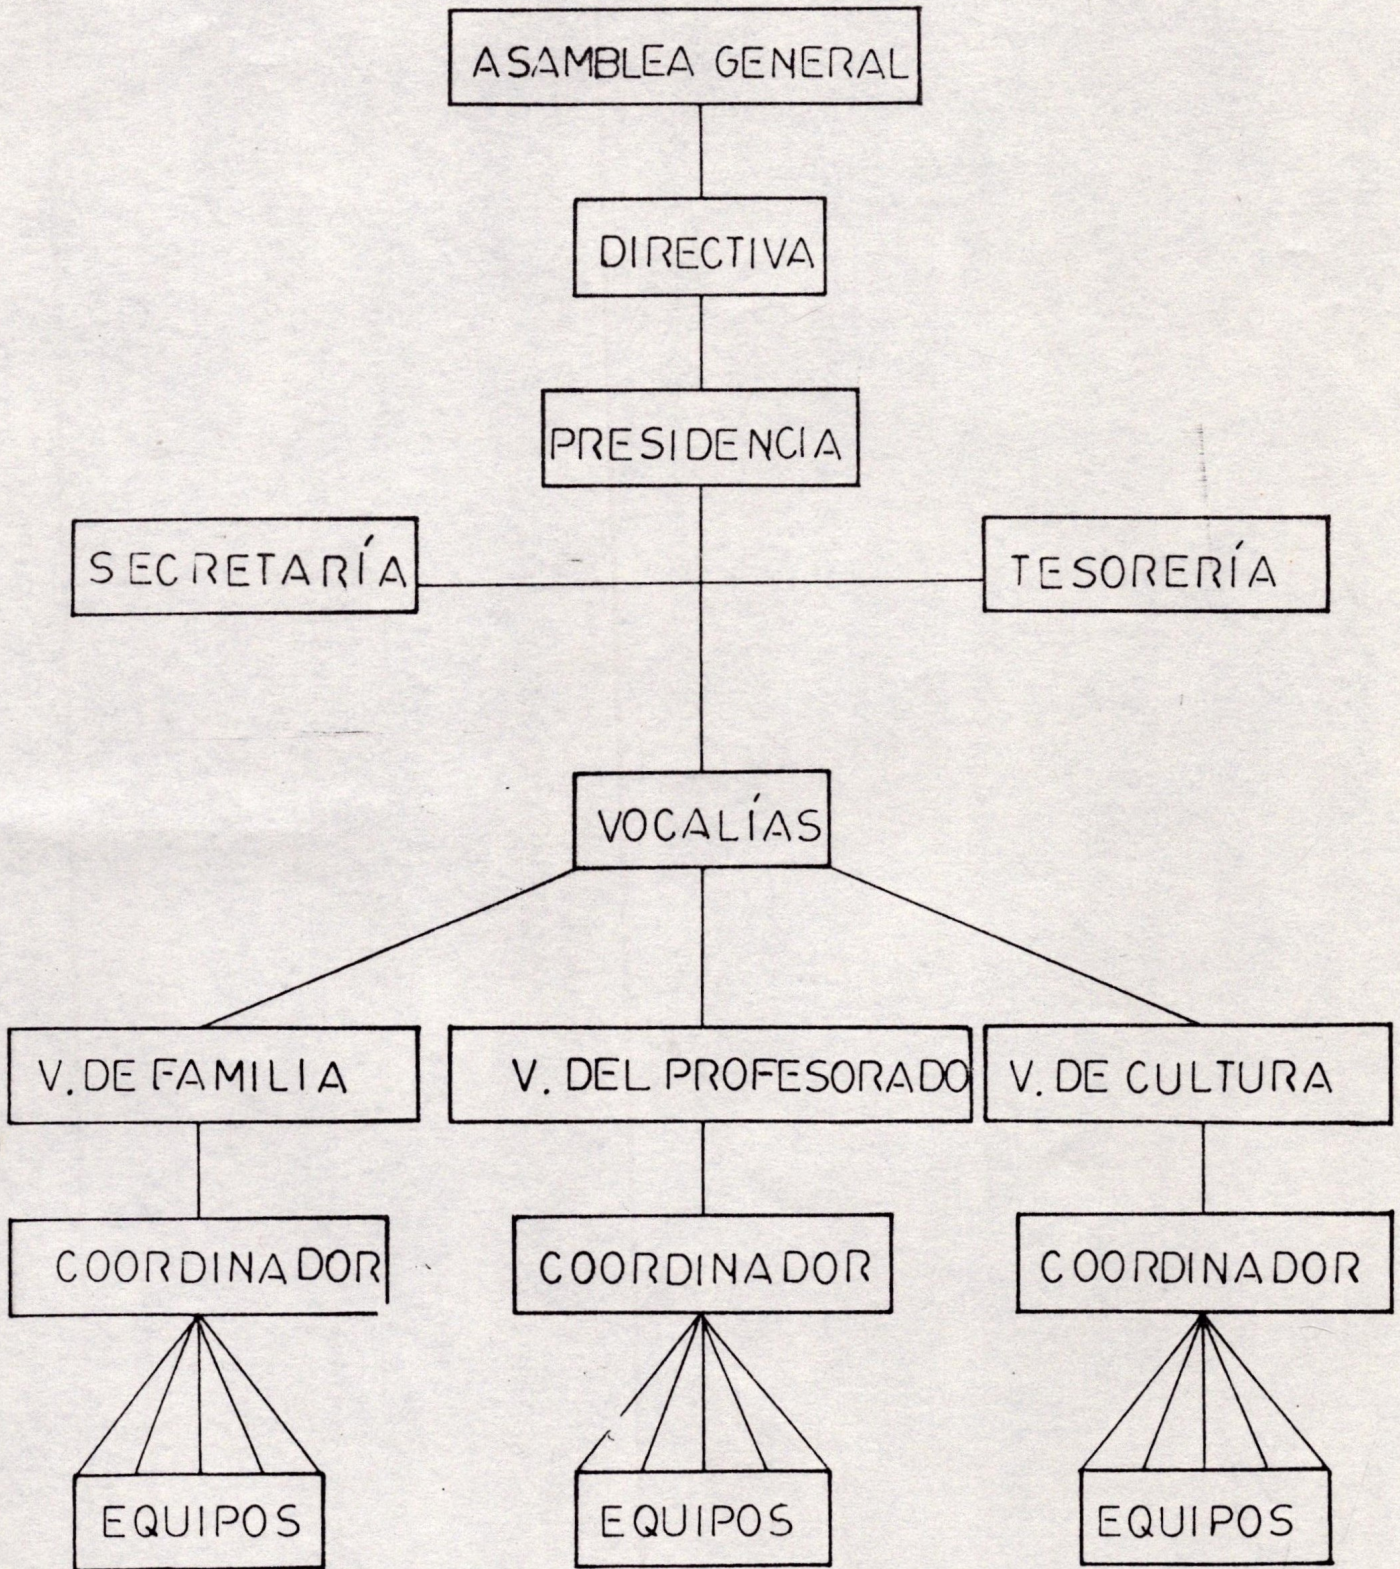 ASAMBLEA GENERAL
DIRECTIVA
PRESIDENCIA
SECRETARÍA
TESORERÍA
VOCALÍAS
V. DE FAMILIA
V. DEL PROFESORADO
V. DE CULTURA
COORDINADOR
COORDINADOR
COORDINADOR
EQUIPOS
EQUIPOS
EQUIPOS